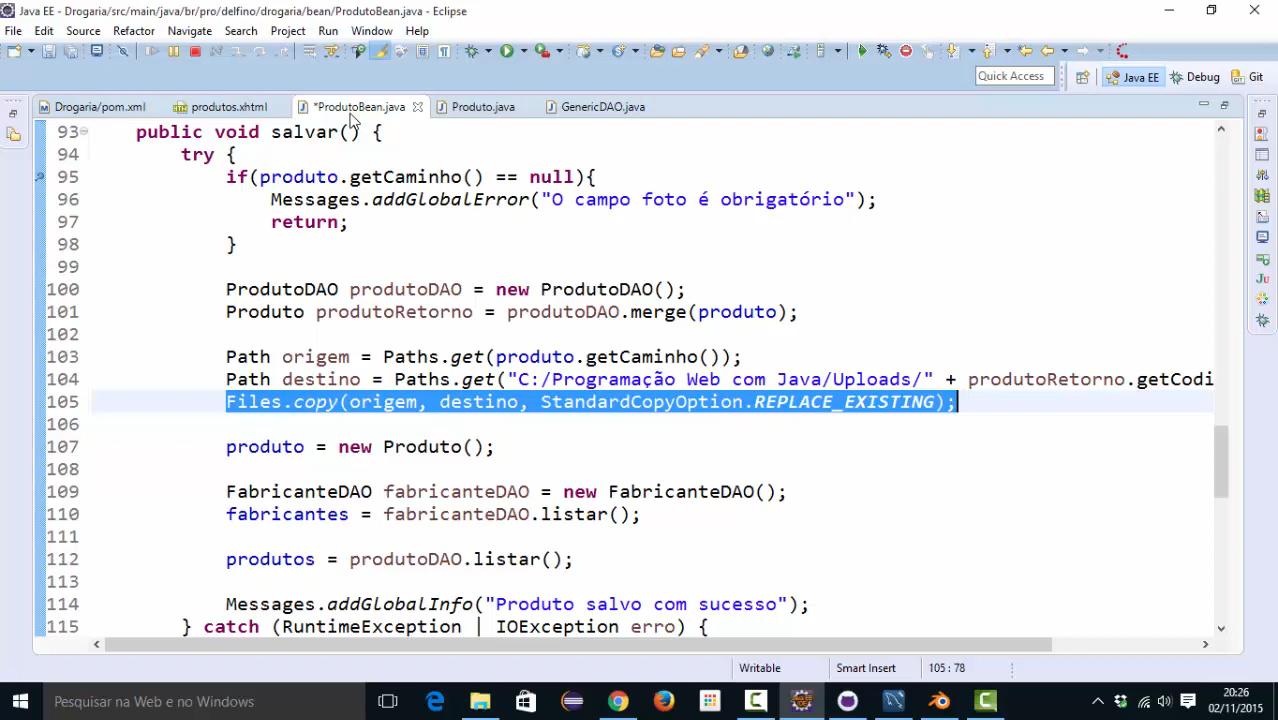 Java EE - Drogaria/src/main/java/br/pro/delfino/drogaria/bean/ProdutoBean.java - Eclipse
File Edit Source Refactor Navigate Search Project Run Window Help
Quick Access Java EE Debug Git
Drogaria/pom.xml produtos.xhtml *ProdutoBean.java Produto.java GenericDAO.java
93 public void salvar() {
94 try {
95 if(produto.getCaminho() == null){
96 Messages.addGlobalError("O campo foto é obrigatório");
97 return;
98 }
99
100 ProdutoDAO produtoDAO = new ProdutoDAO();
101 Produto produtoRetorno = produtoDAO.merge(produto);
102
103 Path origem = Paths.get(produto.getCaminho());
104 Path destino = Paths.get("C:/Programação Web com Java/Uploads/" + produtoRetorno.getCodi
105 Files.copy(origem, destino, StandardCopyOption.REPLACE_EXISTING);
106
107 produto = new Produto();
108
109 FabricanteDAO fabricanteDAO = new FabricanteDAO();
110 fabricantes = fabricanteDAO.listar();
111
112 produtos = produtoDAO.listar();
113
114 Messages.addGlobalInfo("Produto salvo com sucesso");
115 } catch (RuntimeException | IOException erro) {
Writable Smart Insert 105 : 78
Pesquisar na Web e no Windows
20:26
02/11/2015